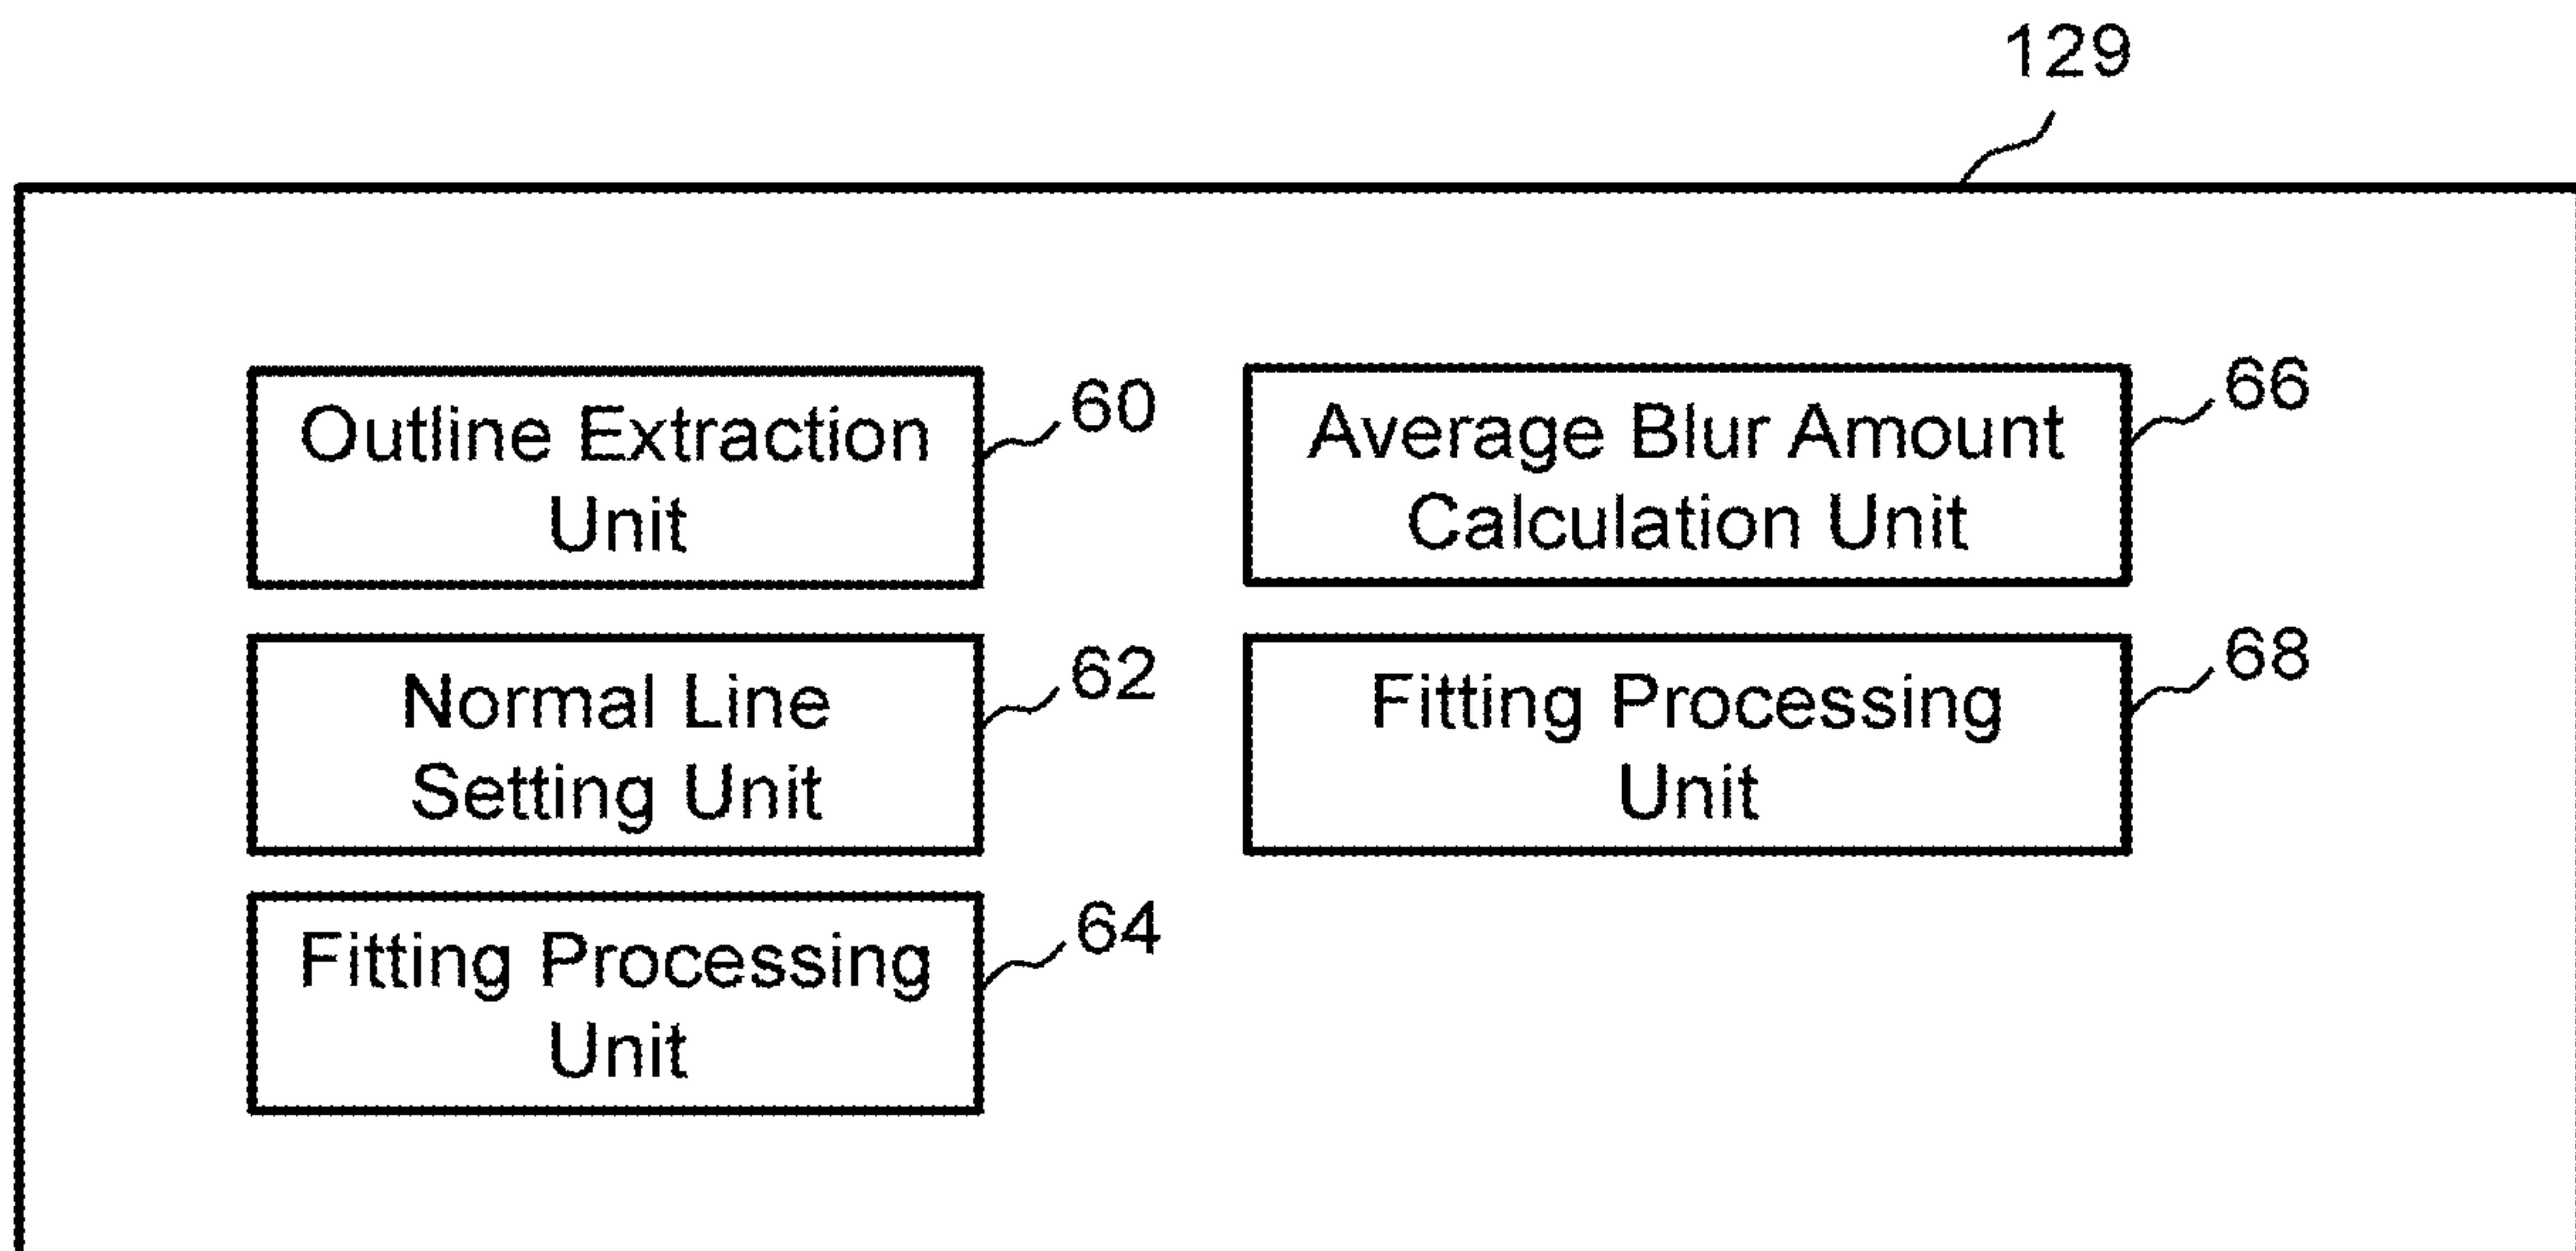 129
Outline Extraction
Unit
60
Normal Line
Setting Unit
62
Fitting Processing
Unit
64
Average Blur Amount
Calculation Unit
66
Fitting Processing
Unit
68